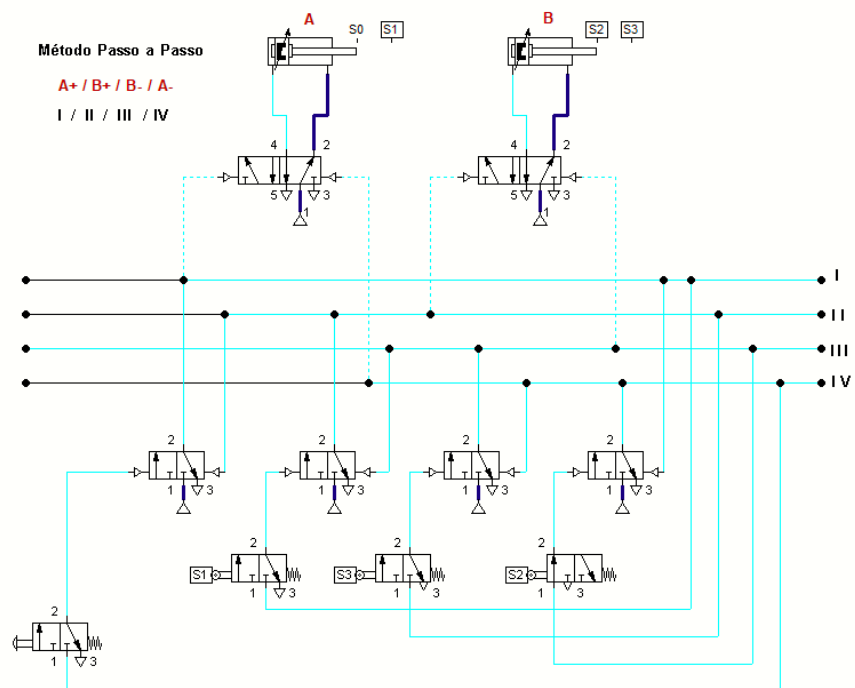 A B
S0 S1 S2 S3
Método Passo a Passo
A+ / B+ / B- / A-
I / II / III / IV
4 2 4 2
5 3 5 3
1 1
I
II
III
IV
2 2 2 2
1 3 1 3 1 3 1 3
2 2 2
S1 S3 S2
1 3 1 3 1 3
2
1 3